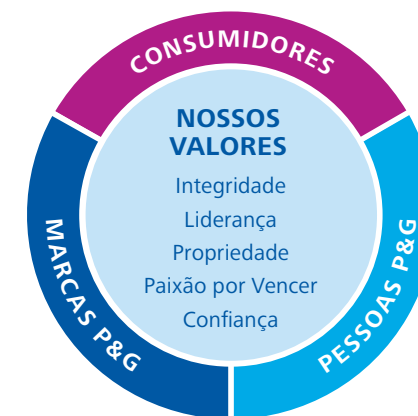 CONSUMIDORES
NOSSOS
VALORES
Integridade
Liderança
Propriedade
Paixão por Vencer
Confiança
MARCAS P&G
PESSOAS P&G